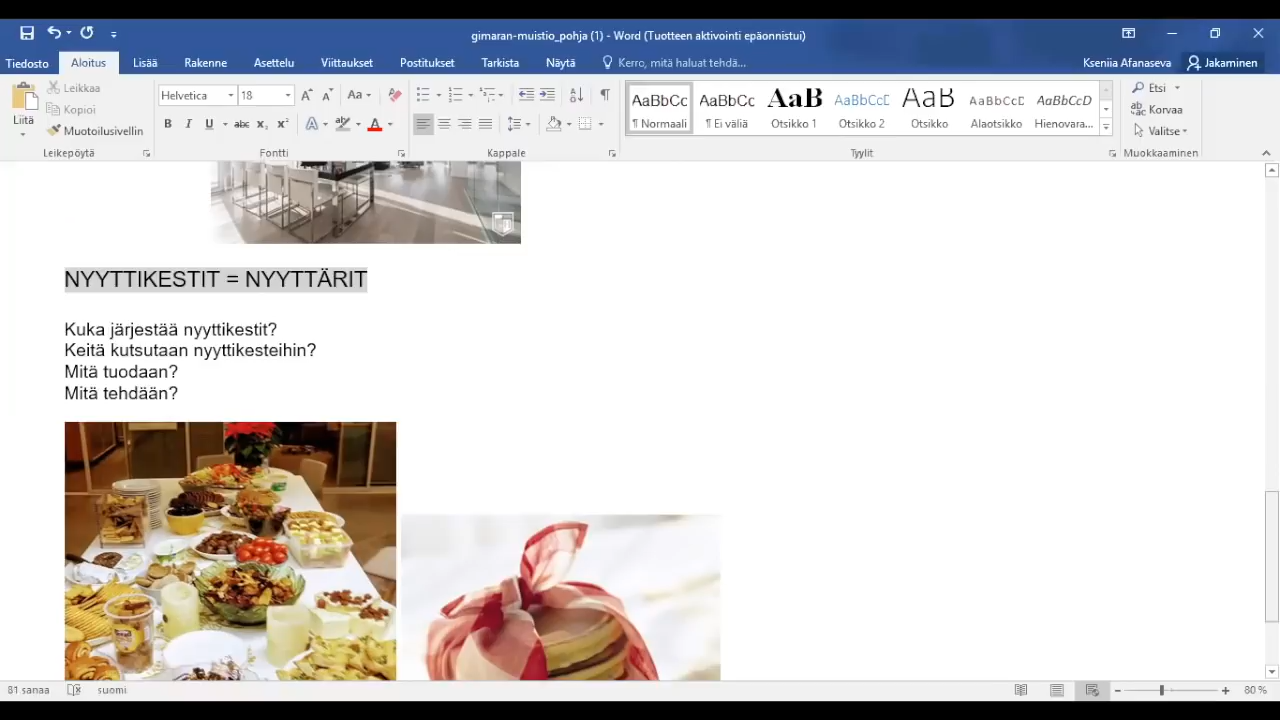 gimaran-muistio_pohja (1) - Word (Tuotteen aktivointi epäonnistui)
Tiedosto Aloitus Lisää Rakenne Asettelu Viittaukset Postitukset Tarkista Näytä Kerro, mitä haluat tehdä... Kseniia Afanaseva Jakaminen
Liitä
Leikkaa
Kopioi
Muotoilusivellin
Helvetica 18
AaBbCc AaBbCc AaB AaBbCcD AaB AaBbCcD AaBbCcD
¶ Normaali ¶ Ei väliä Otsikko 1 Otsikko 2 Otsikko Alaotsikko Hienovara...
Etsi
Korvaa
Valitse
Leikepöytä Fontti Kappale Tyylit Muokkaaminen
NYYTTIKESTIT = NYYTTÄRIT
Kuka järjestää nyyttikestit?
Keitä kutsutaan nyyttikesteihin?
Mitä tuodaan?
Mitä tehdään?
81 sanaa suomi 80 %